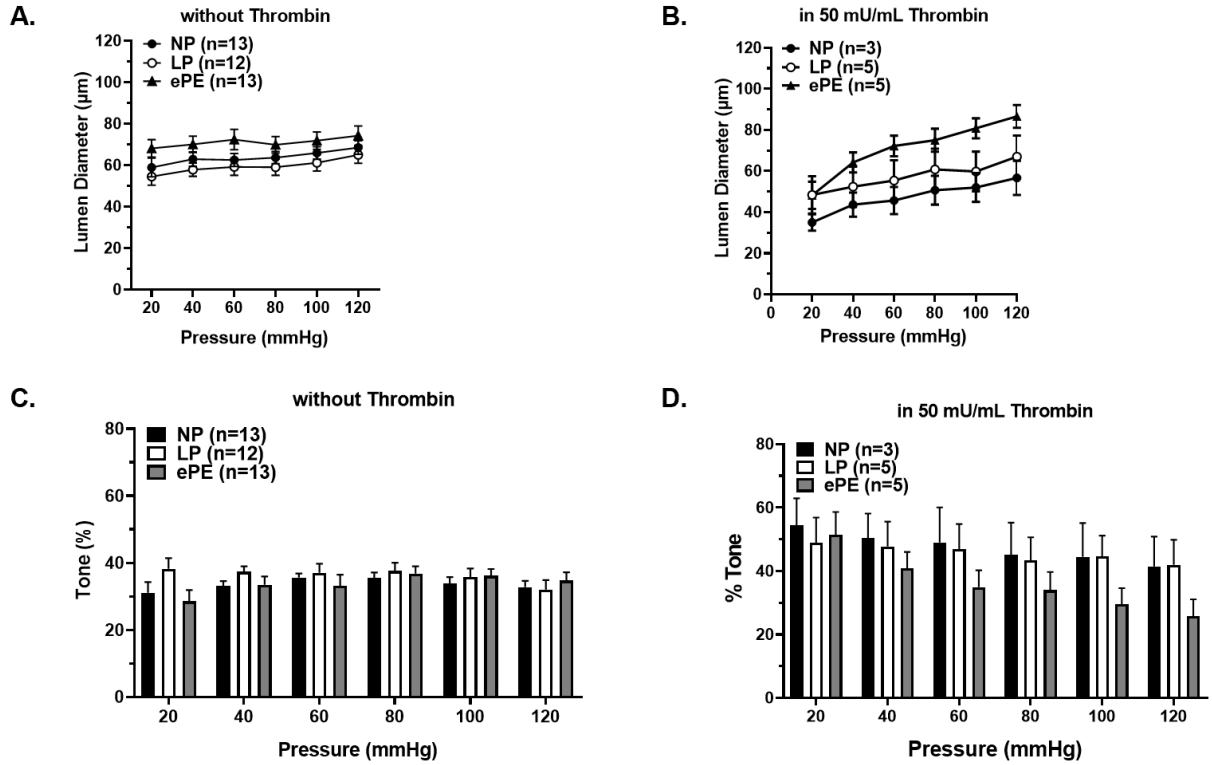 A.
without Thrombin
NP (n=13)
LP (n=12)
ePE (n=13)
Lumen Diameter (μm)
120
100
80
60
40
20
0
20 40 60 80 100 120
Pressure (mmHg)
B.
in 50 mU/mL Thrombin
NP (n=3)
LP (n=5)
ePE (n=5)
Lumen Diameter (μm)
120
100
80
60
40
20
0
0 20 40 60 80 100 120
Pressure (mmHg)
C.
without Thrombin
NP (n=13)
LP (n=12)
ePE (n=13)
Tone (%)
80
60
40
20
0
20 40 60 80 100 120
Pressure (mmHg)
D.
in 50 mU/mL Thrombin
NP (n=3)
LP (n=5)
ePE (n=5)
% Tone
80
60
40
20
0
20 40 60 80 100 120
Pressure (mmHg)